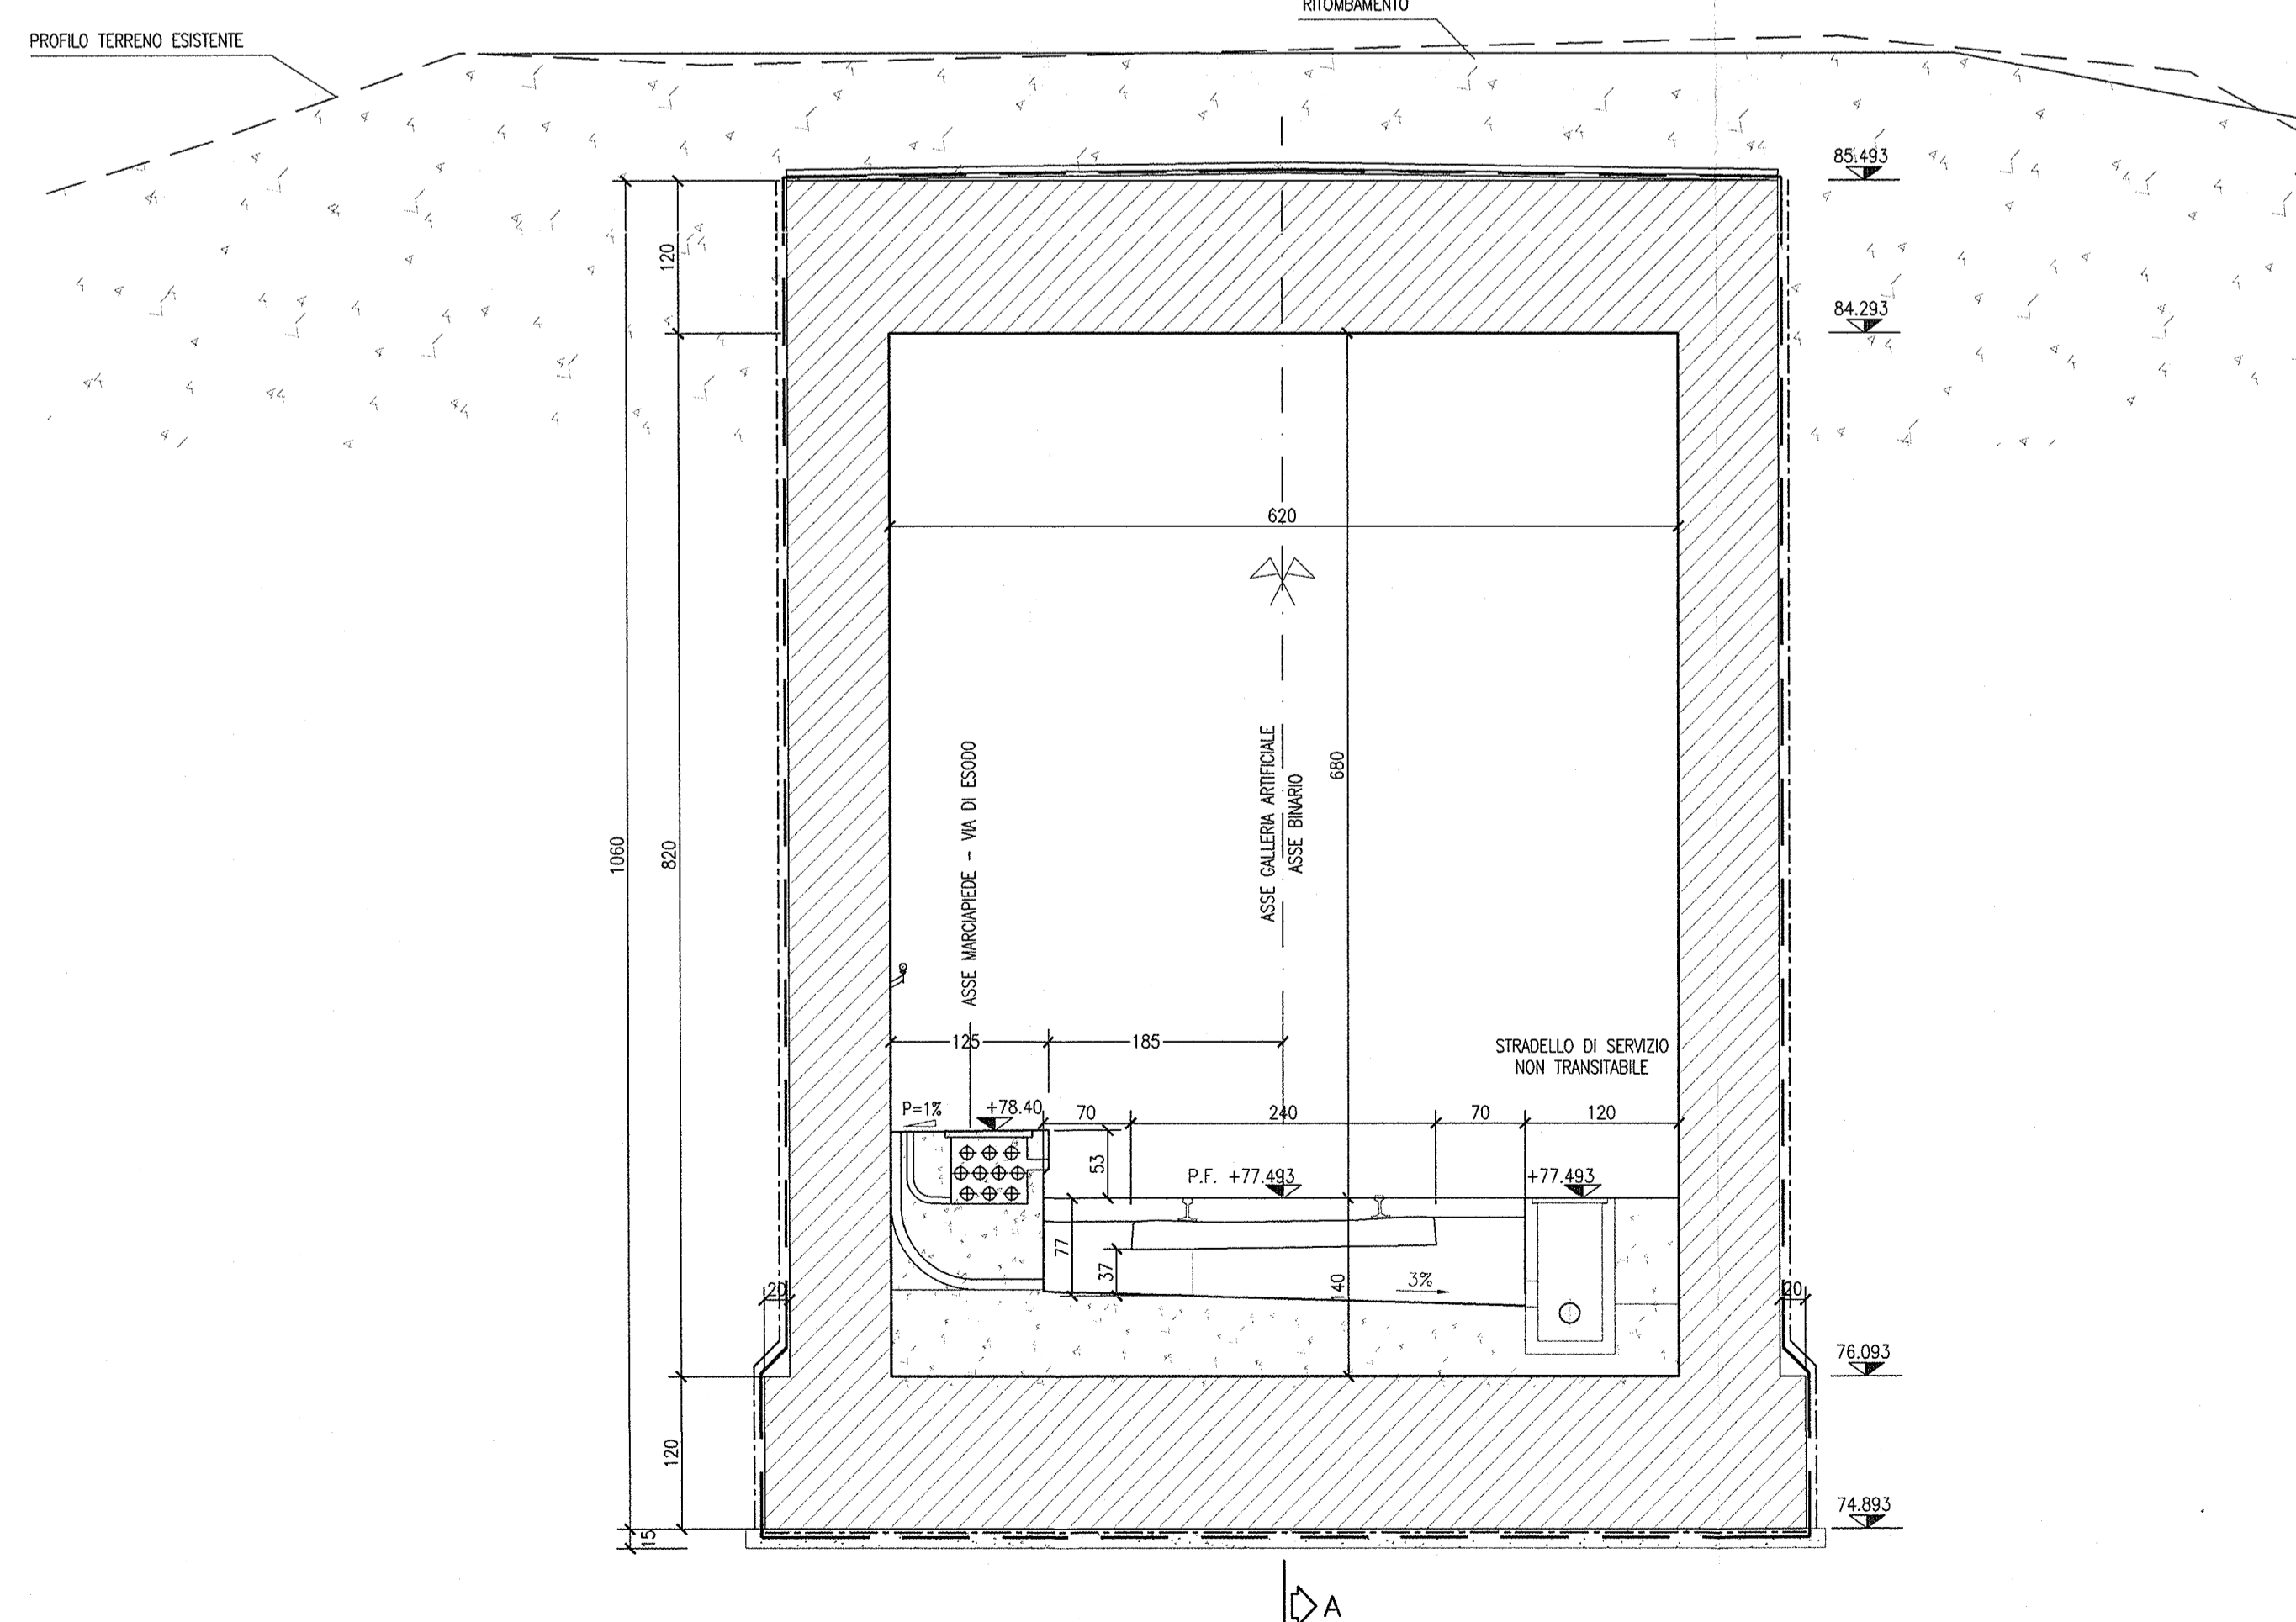 RITOMBAMENTO
PROFILO TERRENO ESISTENTE
85.493
120
84.293
620
680
1060
820
ASSE MARCIAPIEDE - VIA DI ESODO
ASSE GALLERIA ARTIFICIALE
ASSE BINARIO
125
185
STRADELLO DI SERVIZIO
NON TRANSITABILE
P=1%
+78.40
70
240
70
120
53
P.F. +77.493
+77.493
77
37
140
3%
20
20
76.093
120
74.893
15
A